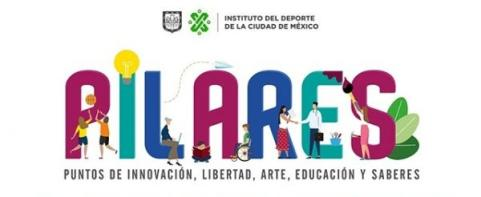 INSTITUTO DEL DEPORTE
DE LA CIUDAD DE MÉXICO
PILARES
PUNTOS DE INNOVACIÓN, LIBERTAD, ARTE, EDUCACIÓN Y SABERES